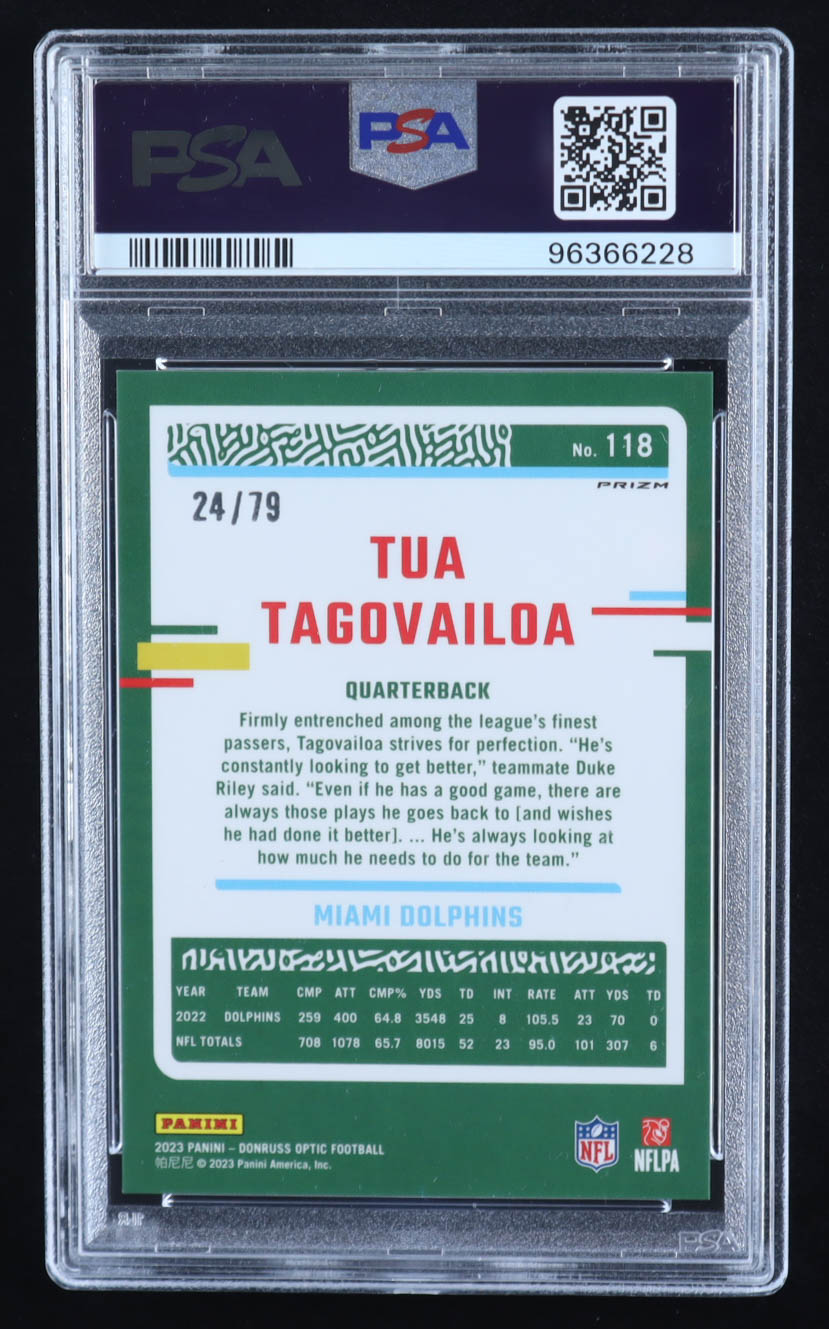 PSA
PSA
96366228
No. 118
PRIZM
24/79
TUA
TAGOVAILOA
QUARTERBACK
Firmly entrenched among the league's finest
passers, Tagovailoa strives for perfection. “He's
constantly looking to get better,” teammate Duke
Riley said. “Even if he has a good game, there are
always those plays he goes back to [and wishes
he had done it better]. ... He's always looking at
how much he needs to do for the team.”
MIAMI DOLPHINS
YEAR TEAM CMP ATT CMP% YDS TD INT RATE ATT YDS TD
2022 DOLPHINS 259 400 64.8 3548 25 8 105.5 23 70 0
NFL TOTALS 708 1078 65.7 8015 52 23 95.0 101 307 6
PANINI
2023 PANINI – DONRUSS OPTIC FOOTBALL
帕尼尼 © 2023 Panini America, Inc.
NFL
NFLPA
PSA